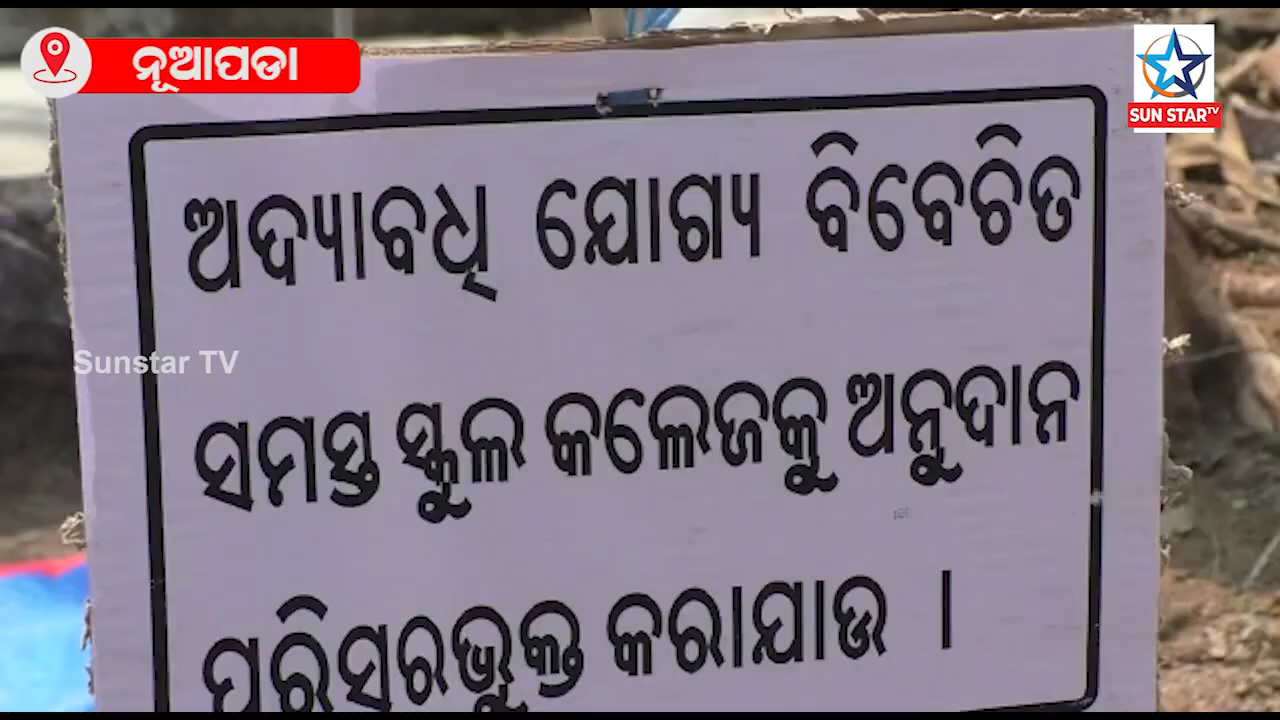 ନୂଆପଡା
SUN STAR TV
ଅଦ୍ୟାବଧି ଯୋଗ୍ୟ ବିବେଚିତ
Sunstar TV
ସମସ୍ତ ସ୍କୁଲ କଲେଜକୁ ଅନୁଦାନ
ପରିସରଭୁକ୍ତ କରାଯାଉ ।